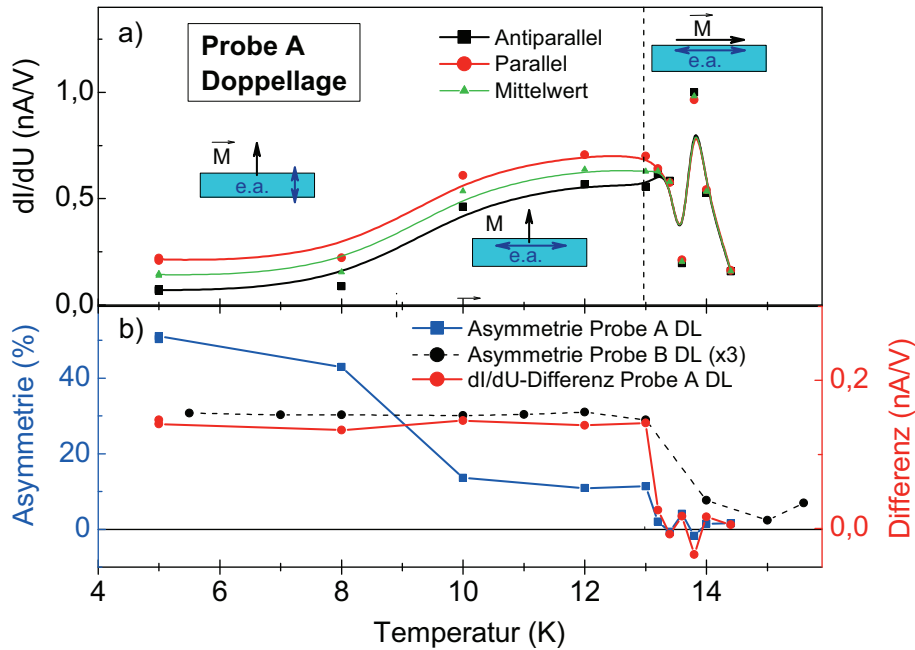 a)
Probe A
Doppellage
Antiparallel
Parallel
Mittelwert
M
e.a.
M
e.a.
M
e.a.
dI/dU (nA/V)
1,0
0,5
0,0
b)
Asymmetrie Probe A DL
Asymmetrie Probe B DL (x3)
dI/dU-Differenz Probe A DL
Asymmetrie (%)
40
20
0
0,2
0,0
Differenz (nA/V)
4 6 8 10 12 14
Temperatur (K)